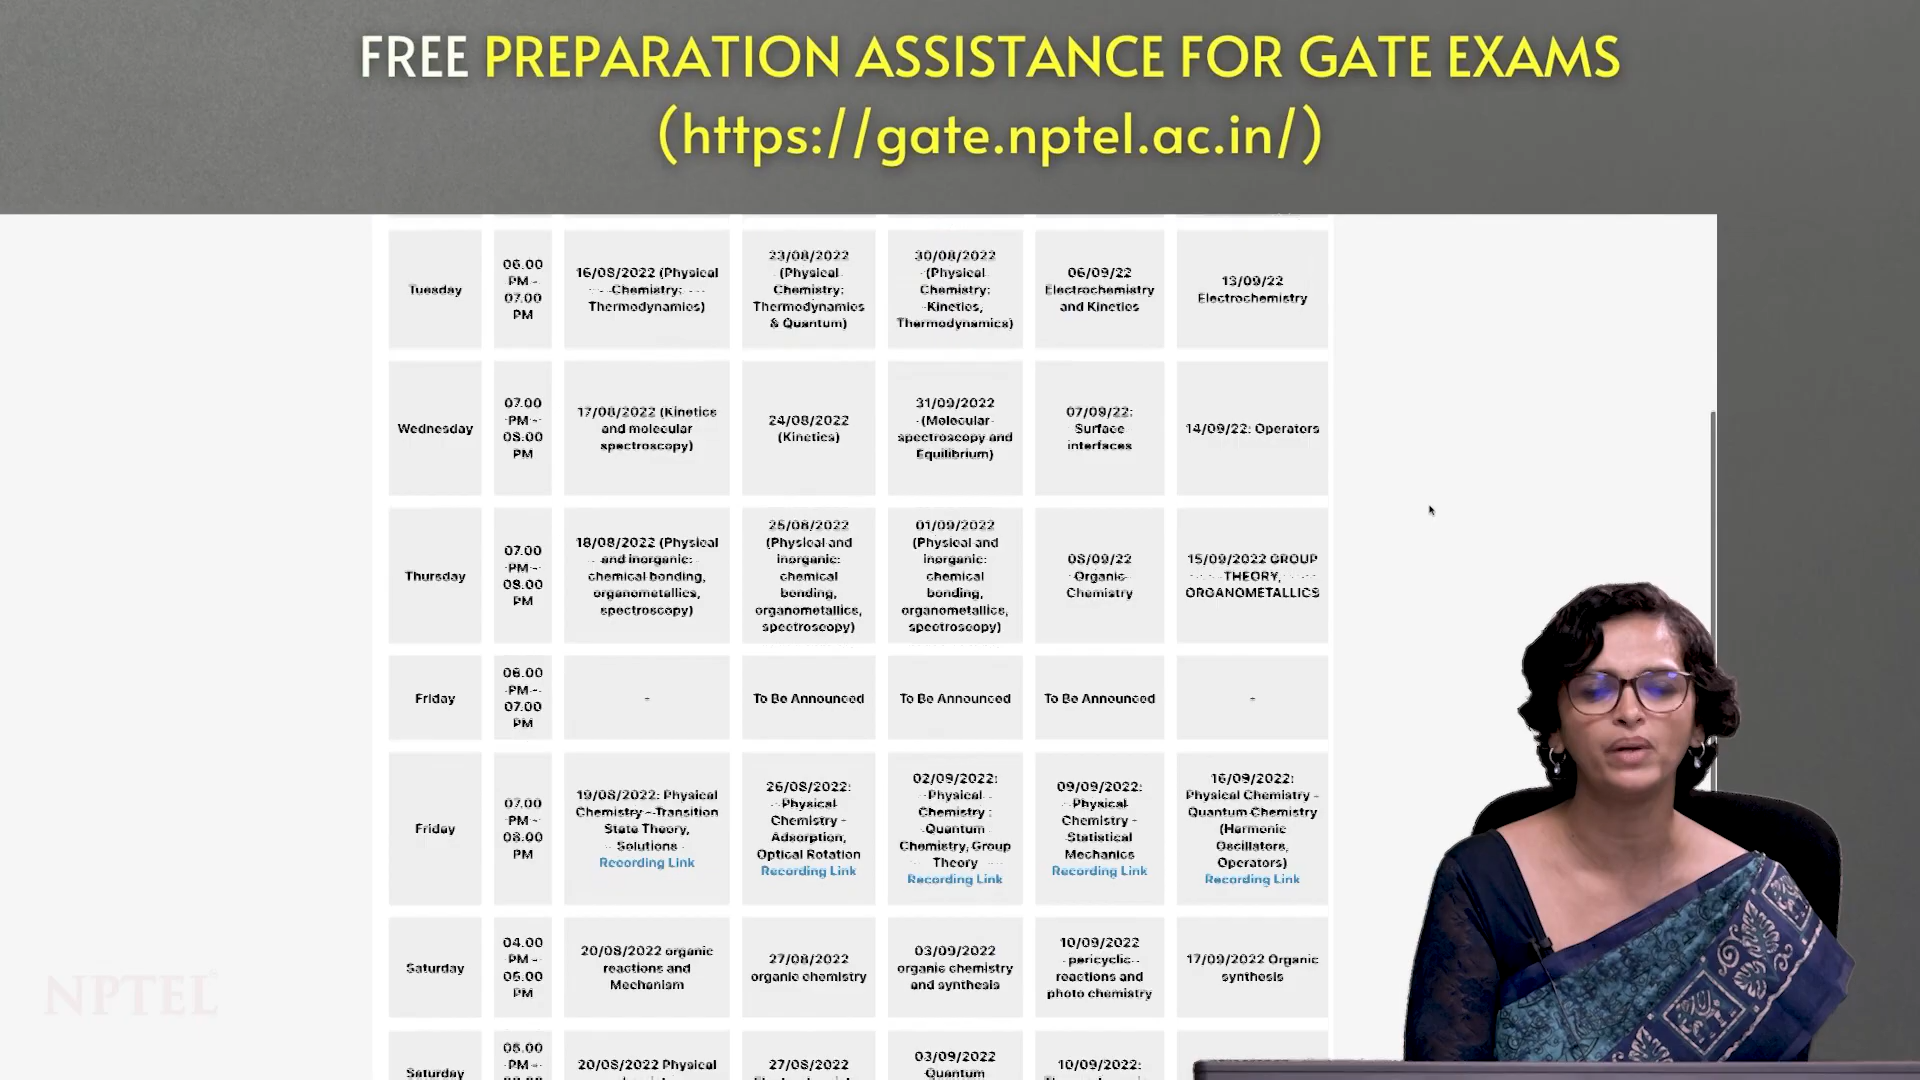 FREE PREPARATION ASSISTANCE FOR GATE EXAMS
(https://gate.nptel.ac.in/)
Tuesday
06.00
PM -
07.00
PM
16/08/2022 (Physical
Chemistry:
Thermodynamics)
23/08/2022
(Physical
Chemistry:
Thermodynamics
& Quantum)
30/08/2022
(Physical
Chemistry:
Kinetics,
Thermodynamics)
06/09/22
Electrochemistry
and Kinetics
13/09/22
Electrochemistry
Wednesday
07.00
PM -
08.00
PM
17/08/2022 (Kinetics
and molecular
spectroscopy)
24/08/2022
(Kinetics)
31/09/2022
(Molecular
spectroscopy and
Equilibrium)
07/09/22:
Surface
interfaces
14/09/22: Operators
Thursday
07.00
PM -
08.00
PM
18/08/2022 (Physical
and inorganic:
chemical bonding,
organometallics,
spectroscopy)
25/08/2022
(Physical and
inorganic:
chemical
bonding,
organometallics,
spectroscopy)
01/09/2022
(Physical and
inorganic:
chemical
bonding,
organometallics,
spectroscopy)
08/09/22
Organic
Chemistry
15/09/2022 GROUP
THEORY,
ORGANOMETALLICS
Friday
06.00
PM -
07.00
PM
-
To Be Announced
To Be Announced
To Be Announced
-
Friday
07.00
PM -
08.00
PM
19/08/2022: Physical
Chemistry - Transition
State Theory,
Solutions
Recording Link
26/08/2022:
Physical
Chemistry -
Adsorption,
Optical Rotation
Recording Link
02/09/2022:
Physical
Chemistry :
Quantum
Chemistry, Group
Theory
Recording Link
09/09/2022:
Physical
Chemistry -
Statistical
Mechanics
Recording Link
16/09/2022:
Physical Chemistry -
Quantum Chemistry
(Harmonic
Oscillators,
Operators)
Recording Link
Saturday
04.00
PM -
05.00
PM
20/08/2022 organic
reactions and
Mechanism
27/08/2022
organic chemistry
03/09/2022
organic chemistry
and synthesis
10/09/2022
pericyclic
reactions and
photo chemistry
17/09/2022 Organic
synthesis
Saturday
05.00
PM -
20/08/2022 Physical
27/08/2022
03/09/2022
Quantum
10/09/2022:
NPTEL